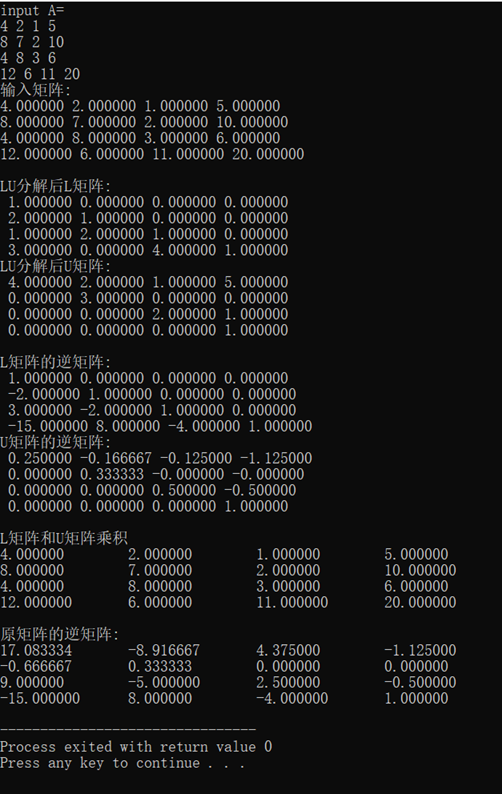 input A=
4 2 1 5
8 7 2 10
4 8 3 6
12 6 11 20
输入矩阵:
4.000000 2.000000 1.000000 5.000000
8.000000 7.000000 2.000000 10.000000
4.000000 8.000000 3.000000 6.000000
12.000000 6.000000 11.000000 20.000000
LU分解后L矩阵:
1.000000 0.000000 0.000000 0.000000
2.000000 1.000000 0.000000 0.000000
1.000000 2.000000 1.000000 0.000000
3.000000 0.000000 4.000000 1.000000
LU分解后U矩阵:
4.000000 2.000000 1.000000 5.000000
0.000000 3.000000 0.000000 0.000000
0.000000 0.000000 2.000000 1.000000
0.000000 0.000000 0.000000 1.000000
L矩阵的逆矩阵:
1.000000 0.000000 0.000000 0.000000
-2.000000 1.000000 0.000000 0.000000
3.000000 -2.000000 1.000000 0.000000
-15.000000 8.000000 -4.000000 1.000000
U矩阵的逆矩阵:
0.250000 -0.166667 -0.125000 -1.125000
0.000000 0.333333 -0.000000 -0.000000
0.000000 0.000000 0.500000 -0.500000
0.000000 0.000000 0.000000 1.000000
L矩阵和U矩阵乘积
4.000000 2.000000 1.000000 5.000000
8.000000 7.000000 2.000000 10.000000
4.000000 8.000000 3.000000 6.000000
12.000000 6.000000 11.000000 20.000000
原矩阵的逆矩阵:
17.083334 -8.916667 4.375000 -1.125000
-0.666667 0.333333 0.000000 0.000000
9.000000 -5.000000 2.500000 -0.500000
-15.000000 8.000000 -4.000000 1.000000
--------------------------------
Process exited with return value 0
Press any key to continue . . .